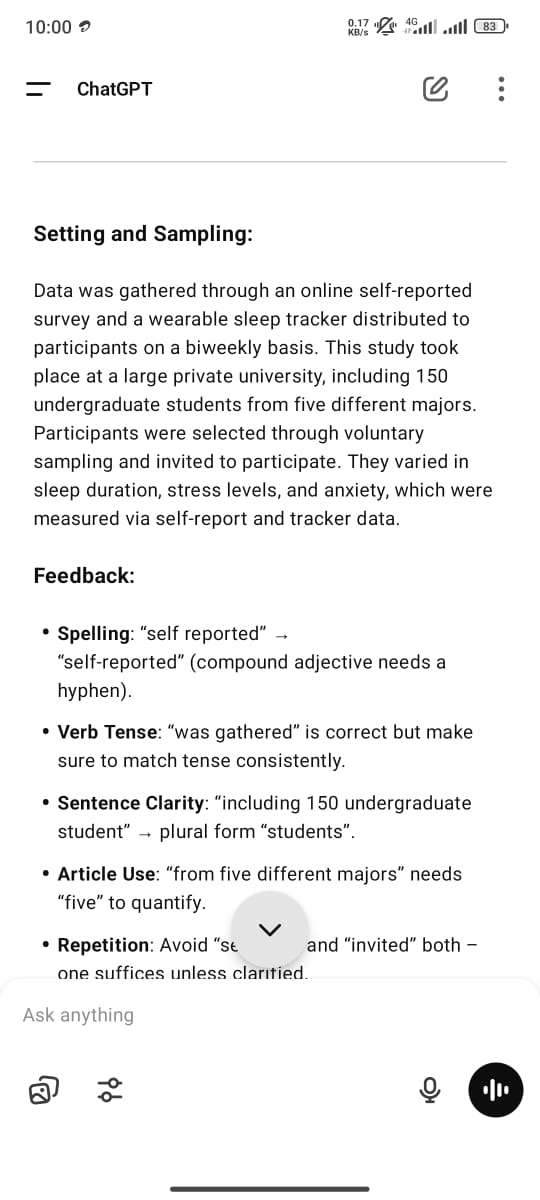 10:00
0.17 KB/s 4G 83
ChatGPT
Setting and Sampling:
Data was gathered through an online self-reported
survey and a wearable sleep tracker distributed to
participants on a biweekly basis. This study took
place at a large private university, including 150
undergraduate students from five different majors.
Participants were selected through voluntary
sampling and invited to participate. They varied in
sleep duration, stress levels, and anxiety, which were
measured via self-report and tracker data.
Feedback:
• Spelling: “self reported” →
“self-reported” (compound adjective needs a
hyphen).
• Verb Tense: “was gathered” is correct but make
sure to match tense consistently.
• Sentence Clarity: “including 150 undergraduate
student” → plural form “students”.
• Article Use: “from five different majors” needs
“five” to quantify.
• Repetition: Avoid “se and “invited” both –
one suffices unless clarified.
Ask anything